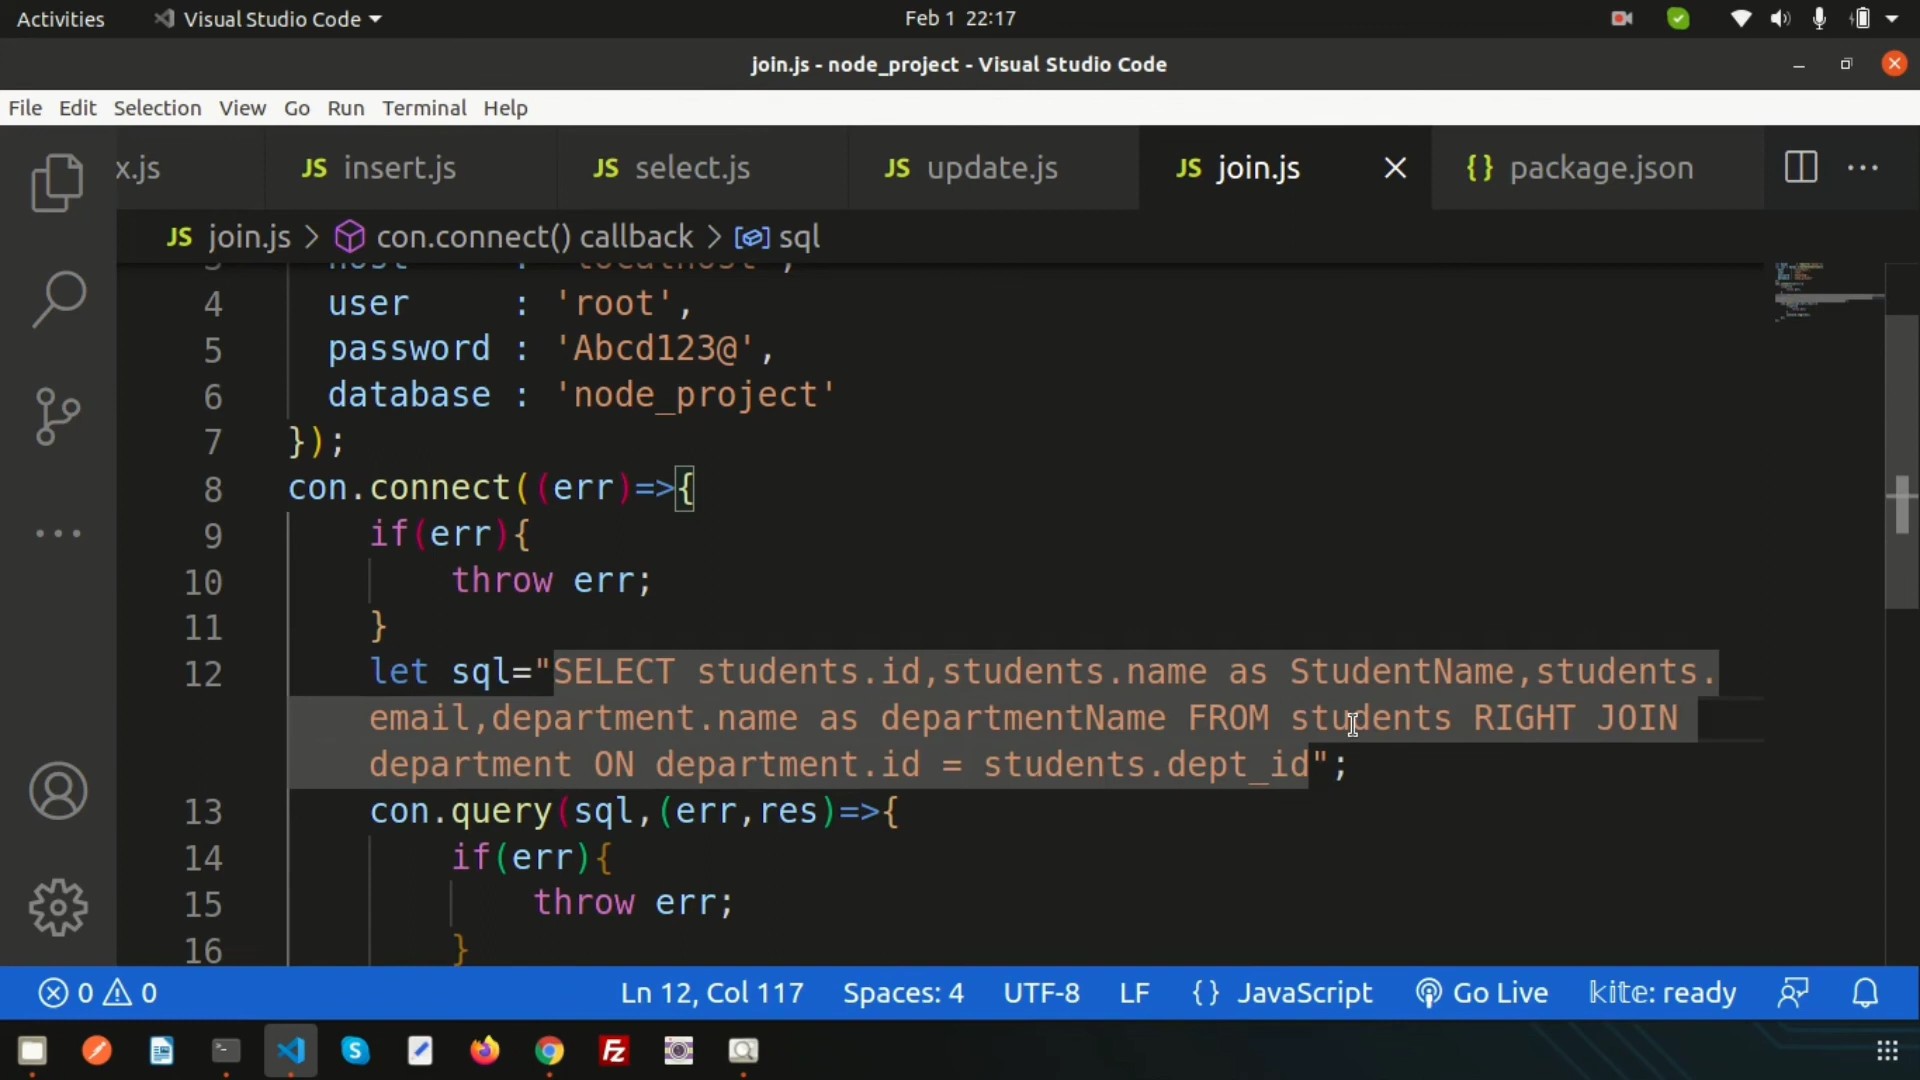 Activities Visual Studio Code Feb 1 22:17
join.js - node_project - Visual Studio Code
File Edit Selection View Go Run Terminal Help
x.js JS insert.js JS select.js JS update.js JS join.js {} package.json
JS join.js > con.connect() callback > sql
3 host : 'localhost',
4 user : 'root',
5 password : 'Abcd123@',
6 database : 'node_project'
7 });
8 con.connect((err)=>{
9 if(err){
10 throw err;
11 }
12 let sql="SELECT students.id,students.name as StudentName,students.
email,department.name as departmentName FROM students RIGHT JOIN
department ON department.id = students.dept_id";
13 con.query(sql,(err,res)=>{
14 if(err){
15 throw err;
16 }
0 0 Ln 12, Col 117 Spaces: 4 UTF-8 LF {} JavaScript Go Live kite: ready